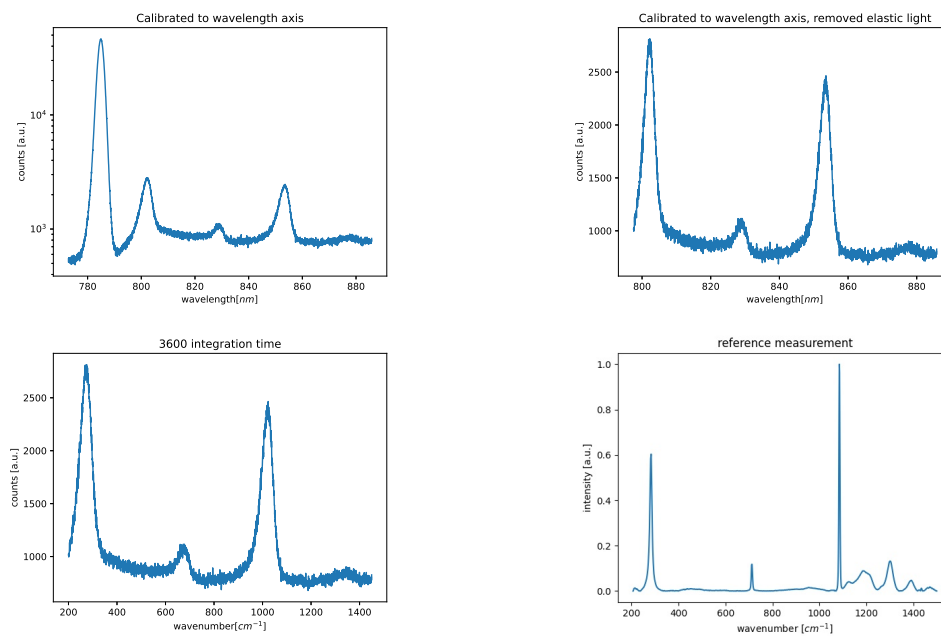 Calibrated to wavelength axis
counts [a.u.]
10^4
10^3
780 800 820 840 860 880
wavelength[nm]
Calibrated to wavelength axis, removed elastic light
counts [a.u.]
2500
2000
1500
1000
800 820 840 860 880
wavelength[nm]
3600 integration time
counts [a.u.]
2500
2000
1500
1000
200 400 600 800 1000 1200 1400
wavenumber[cm^-1]
reference measurement
intensity [a.u.]
1.0
0.8
0.6
0.4
0.2
0.0
200 400 600 800 1000 1200 1400
wavenumber [cm^-1]